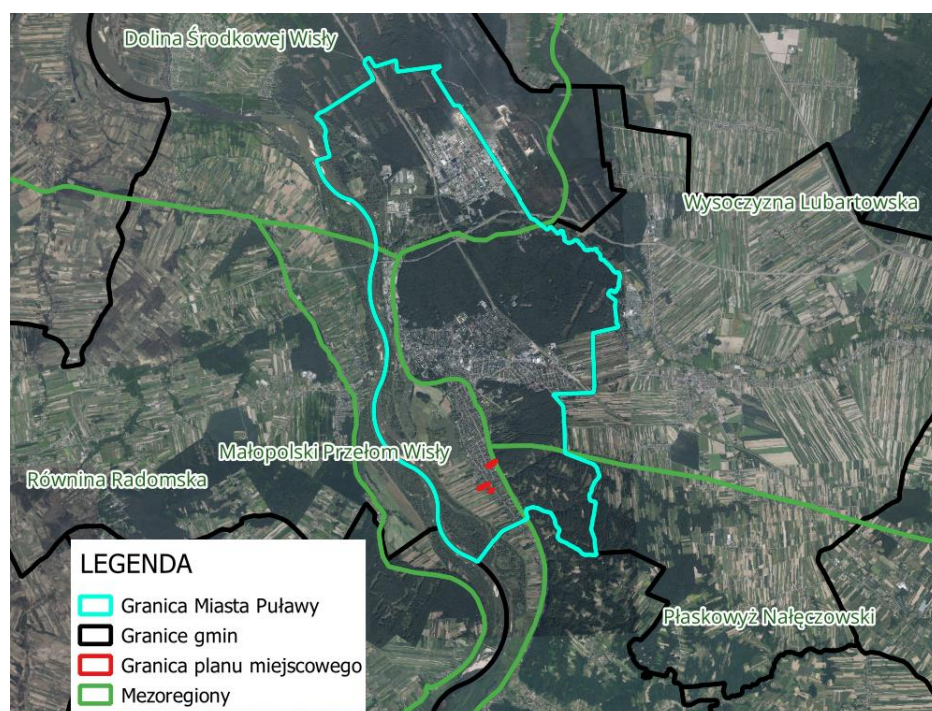 Dolina Środkowej Wisły
Wysoczyzna Lubartowska
Małopolski Przełom Wisły
Równina Radomska
Płaskowyż Nałęczowski
LEGENDA
Granica Miasta Puławy
Granice gmin
Granica planu miejscowego
Mezoregiony